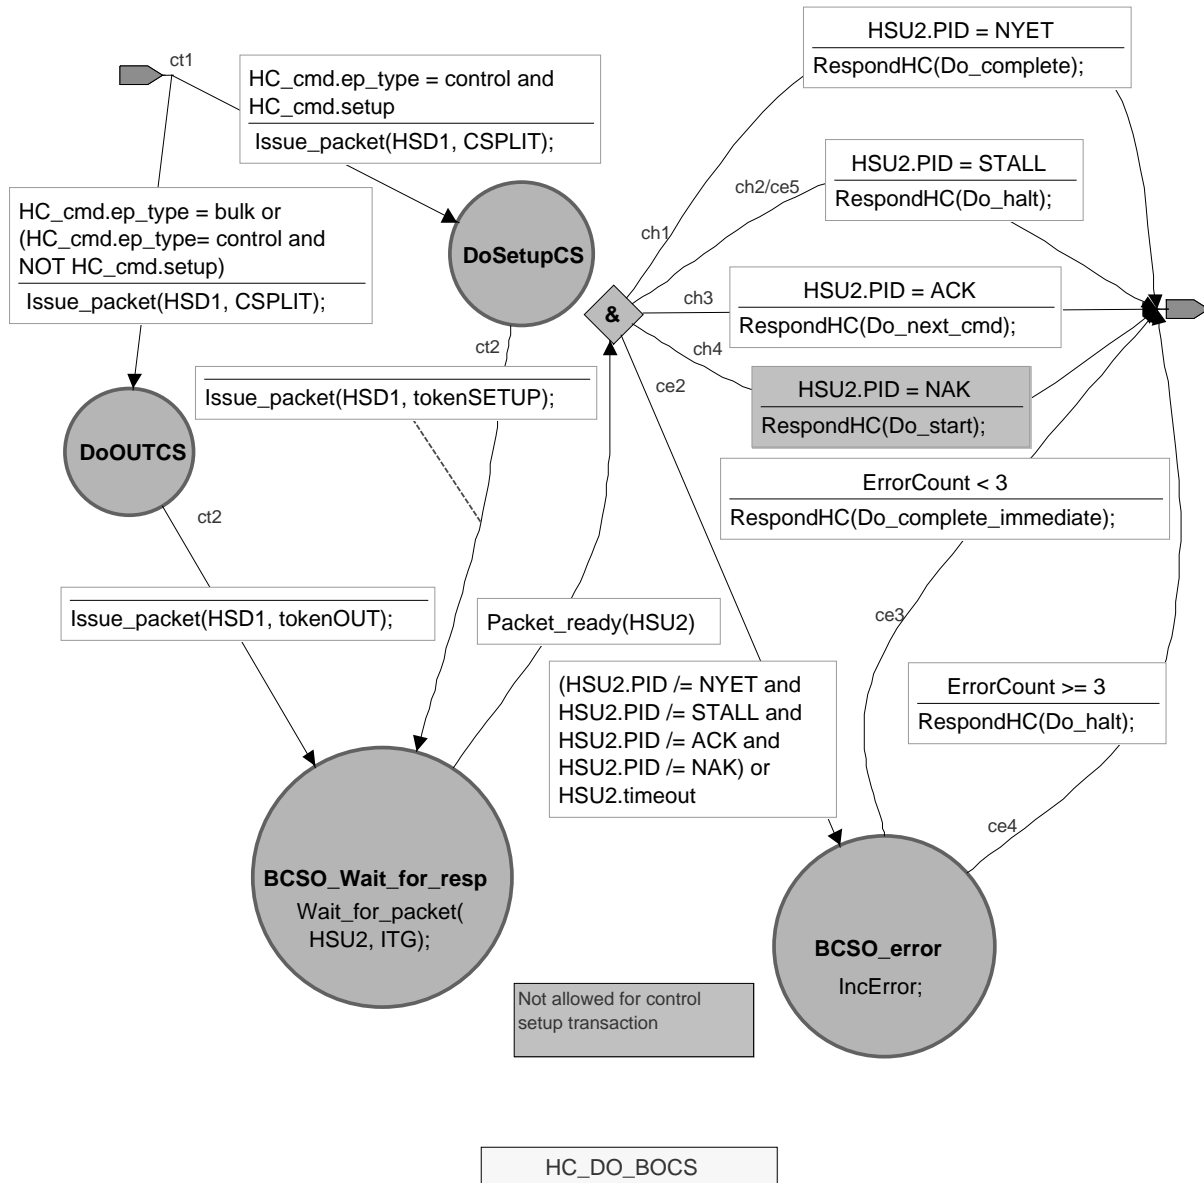 HSU2.PID = NYET
RespondHC(Do_complete);
ct1
HC_cmd.ep_type = control and
HC_cmd.setup
Issue_packet(HSD1, CSPLIT);
HSU2.PID = STALL
RespondHC(Do_halt);
ch2/ce5
HC_cmd.ep_type = bulk or
(HC_cmd.ep_type= control and
NOT HC_cmd.setup)
Issue_packet(HSD1, CSPLIT);
DoSetupCS
ch1
&
ch3
HSU2.PID = ACK
RespondHC(Do_next_cmd);
ct2
ch4
ce2
HSU2.PID = NAK
RespondHC(Do_start);
Issue_packet(HSD1, tokenSETUP);
DoOUTCS
ErrorCount < 3
RespondHC(Do_complete_immediate);
ct2
Issue_packet(HSD1, tokenOUT);
Packet_ready(HSU2)
ce3
(HSU2.PID /= NYET and
HSU2.PID /= STALL and
HSU2.PID /= ACK and
HSU2.PID /= NAK) or
HSU2.timeout
ErrorCount >= 3
RespondHC(Do_halt);
ce4
BCSO_Wait_for_resp
Wait_for_packet(
HSU2, ITG);
BCSO_error
IncError;
Not allowed for control
setup transaction
HC_DO_BOCS